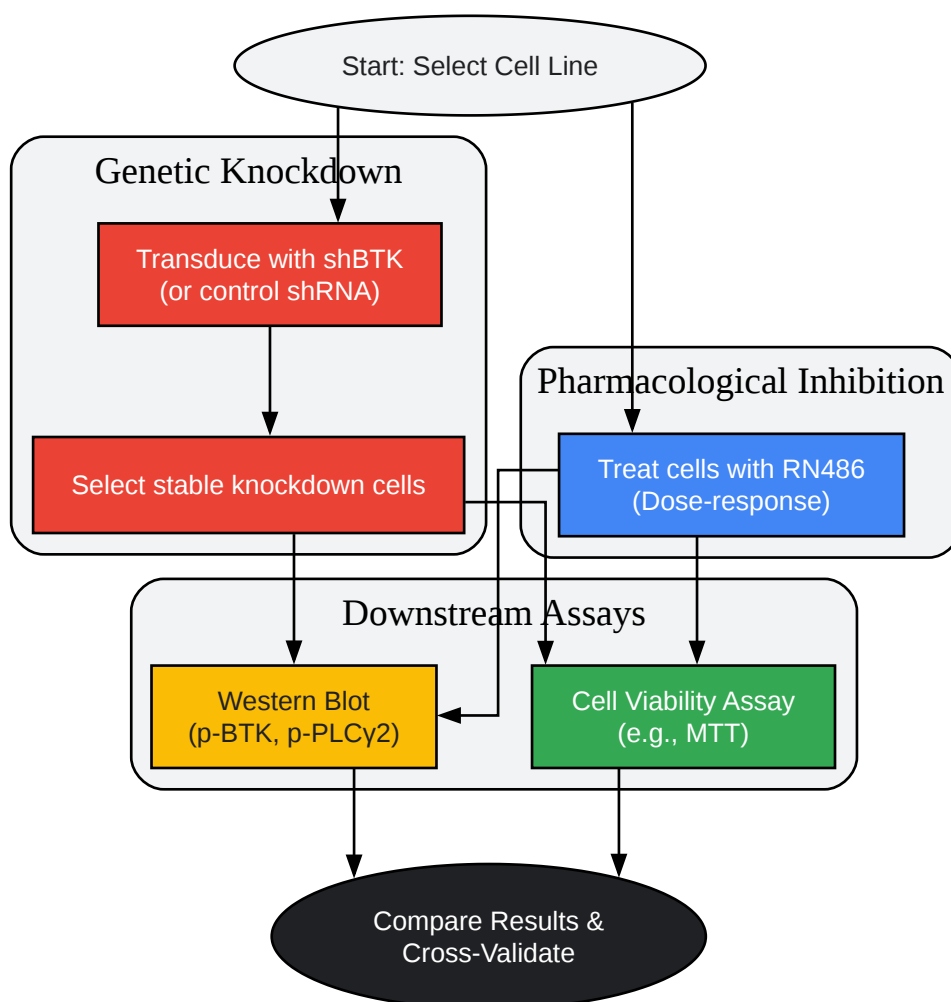 Start: Select Cell Line
Genetic Knockdown
Transduce with shBTK
(or control shRNA)
Select stable knockdown cells
Pharmacological Inhibition
Treat cells with RN486
(Dose-response)
Downstream Assays
Western Blot
(p-BTK, p-PLCγ2)
Cell Viability Assay
(e.g., MTT)
Compare Results &
Cross-Validate